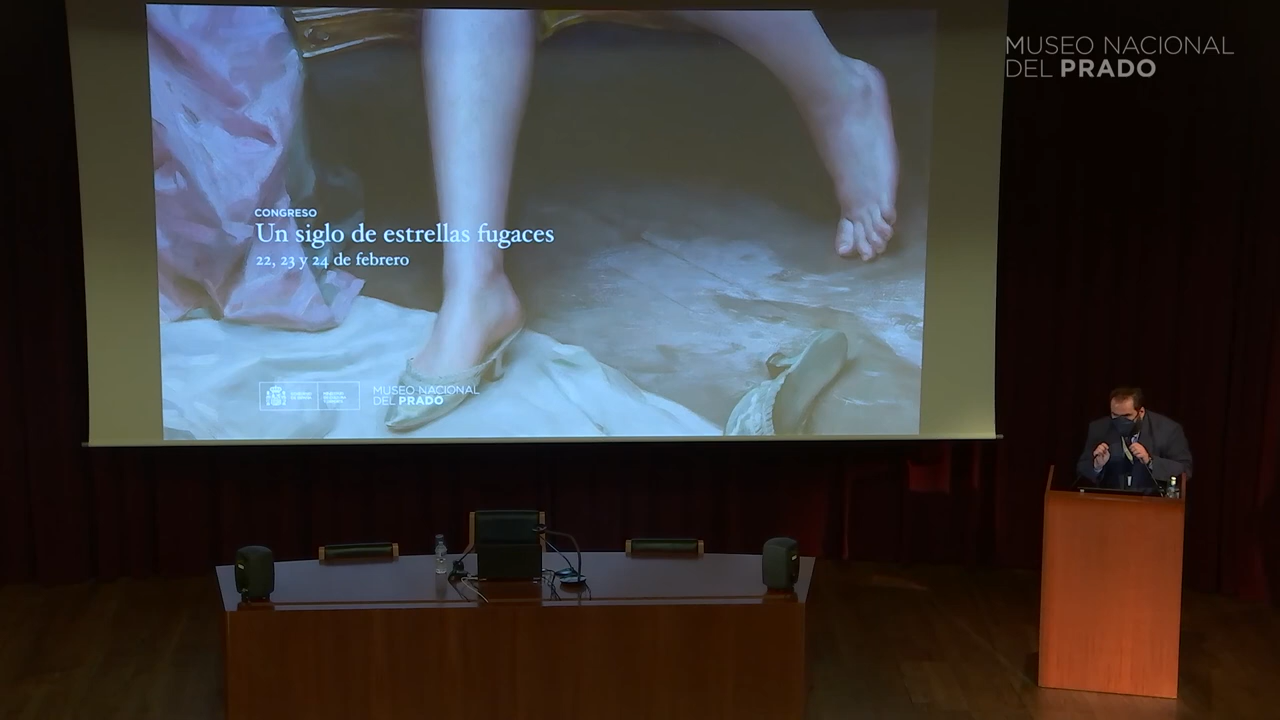 MUSEO NACIONAL
DEL PRADO
CONGRESO
Un siglo de estrellas fugaces
22, 23 y 24 de febrero
MUSEO NACIONAL
DEL PRADO